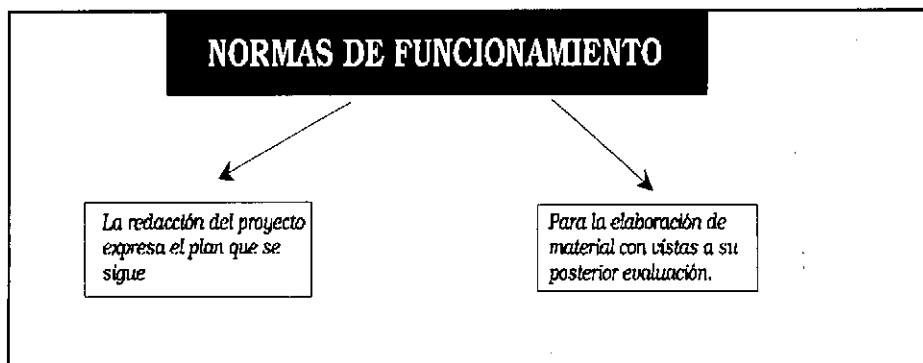 NORMAS DE FUNCIONAMIENTO
La redacción del proyecto
expresa el plan que se
sigue
Para la elaboración de
material con vistas a su
posterior evaluación.